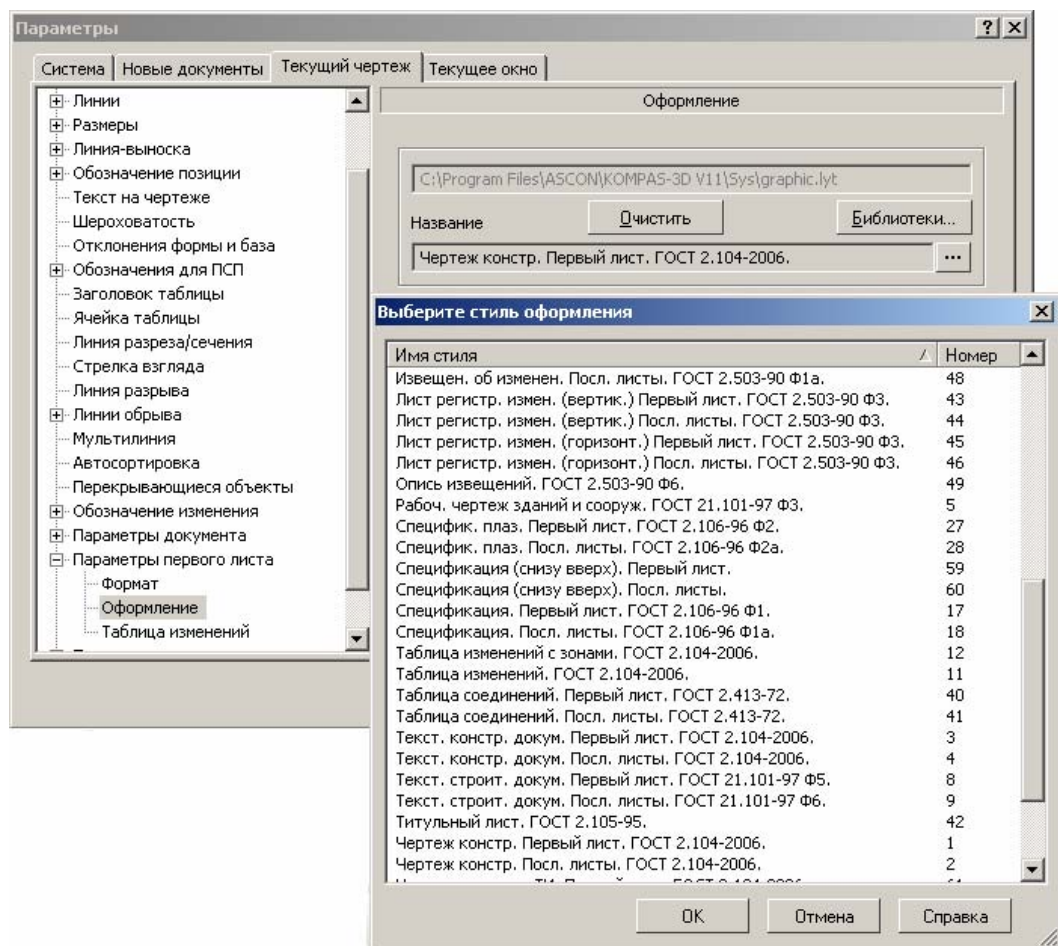 Параметры
Система
Новые документы
Текущий чертеж
Текущее окно
Линии
Размеры
Линия-выноска
Обозначение позиции
Текст на чертеже
Шероховатость
Отклонения формы и база
Обозначения для ПСП
Заголовок таблицы
Ячейка таблицы
Линия разреза/сечения
Стрелка взгляда
Линия разрыва
Линии обрыва
Мультилиния
Автосортировка
Перекрывающиеся объекты
Обозначение изменения
Параметры документа
Параметры первого листа
Формат
Оформление
Таблица изменений
Оформление
C:\Program Files\ASCON\KOMPAS-3D V11\Sys\graphic.lyt
Название
Очистить
Библиотеки...
Чертеж констр. Первый лист. ГОСТ 2.104-2006.
...
Выберите стиль оформления
Имя стиля Номер
Извещен. об изменен. Посл. листы. ГОСТ 2.503-90 Ф1а. 48
Лист регистр. измен. (вертик.) Первый лист. ГОСТ 2.503-90 Ф3. 43
Лист регистр. измен. (вертик.) Посл. листы. ГОСТ 2.503-90 Ф3. 44
Лист регистр. измен. (горизонт.) Первый лист. ГОСТ 2.503-90 Ф3. 45
Лист регистр. измен. (горизонт.) Посл. листы. ГОСТ 2.503-90 Ф3. 46
Опись извещений. ГОСТ 2.503-90 Ф6. 49
Рабоч. чертеж зданий и сооруж. ГОСТ 21.101-97 Ф3. 5
Специфик. плаз. Первый лист. ГОСТ 2.106-96 Ф2. 27
Специфик. плаз. Посл. листы. ГОСТ 2.106-96 Ф2а. 28
Спецификация (снизу вверх). Первый лист. 59
Спецификация (снизу вверх). Посл. листы. 60
Спецификация. Первый лист. ГОСТ 2.106-96 Ф1. 17
Спецификация. Посл. листы. ГОСТ 2.106-96 Ф1а. 18
Таблица изменений с зонами. ГОСТ 2.104-2006. 12
Таблица изменений. ГОСТ 2.104-2006. 11
Таблица соединений. Первый лист. ГОСТ 2.413-72. 40
Таблица соединений. Посл. листы. ГОСТ 2.413-72. 41
Текст. констр. докум. Первый лист. ГОСТ 2.104-2006. 3
Текст. констр. докум. Посл. листы. ГОСТ 2.104-2006. 4
Текст. строит. докум. Первый лист. ГОСТ 21.101-97 Ф5. 8
Текст. строит. докум. Посл. листы. ГОСТ 21.101-97 Ф6. 9
Титульный лист. ГОСТ 2.105-95. 42
Чертеж констр. Первый лист. ГОСТ 2.104-2006. 1
Чертеж констр. Посл. листы. ГОСТ 2.104-2006. 2
ОК
Отмена
Справка